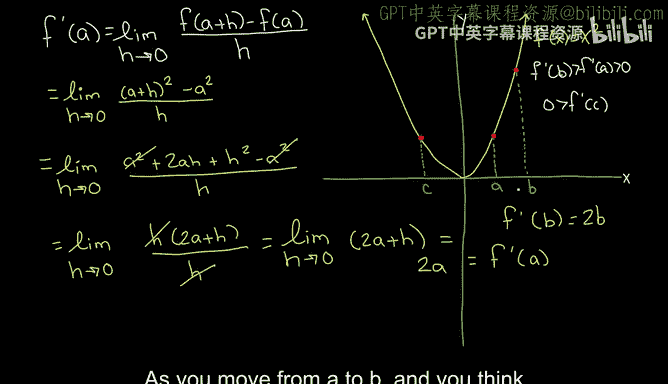 GPT中英字幕课程资源@bilibili.com
GPT中英字幕课程资源 bilibili
f'(a)=lim h→0 f(a+h)-f(a) / h
= lim h→0 (a+h)² - a² / h
= lim h→0 a² + 2ah + h² - a² / h
= lim h→0 h(2a+h) / h = lim h→0 (2a+h) = 2a = f'(a)
f'(b)>f'(a)>0
0>f'(c)
c a b x
f'(b)=2b
As you move from a to b, and you think